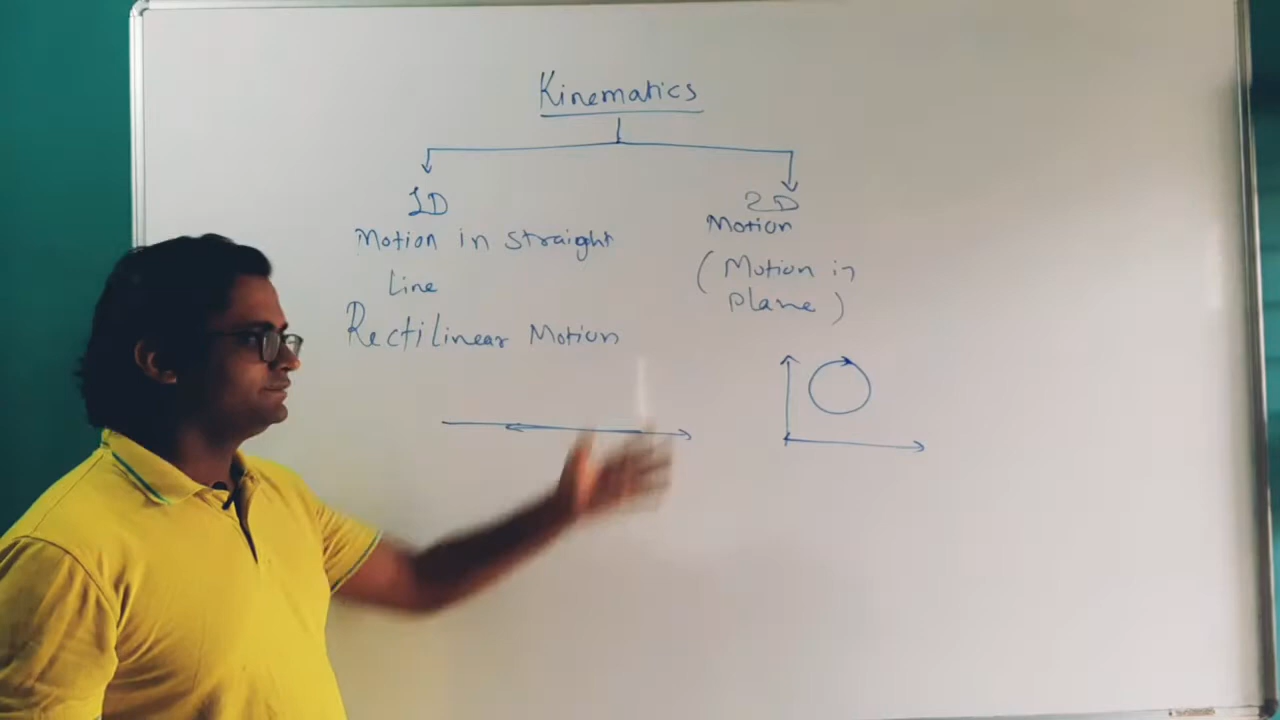 Kinematics
1D
Motion in straight
Line
Rectilinear Motion
2D
Motion
(Motion in
plane)